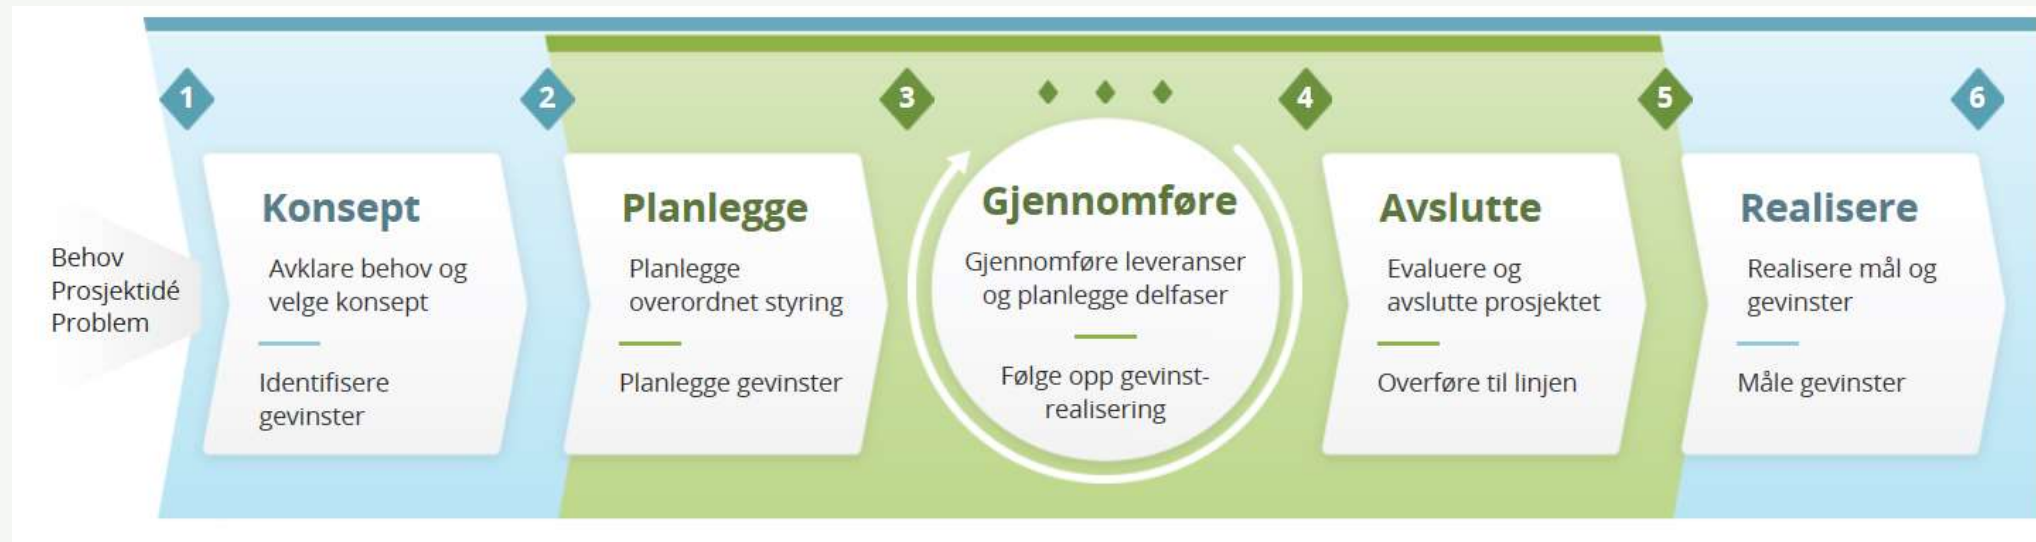 1
2
3
4
5
6
Behov
Prosjektidé
Problem
Konsept
Avklare behov og
velge konsept
Identifisere
gevinster
Planlegge
Planlegge
overordnet styring
Planlegge gevinster
Gjennomføre
Gjennomføre leveranser
og planlegge delfaser
Følge opp gevinst-
realisering
Avslutte
Evaluere og
avslutte prosjektet
Overføre til linjen
Realisere
Realisere mål og
gevinster
Måle gevinster